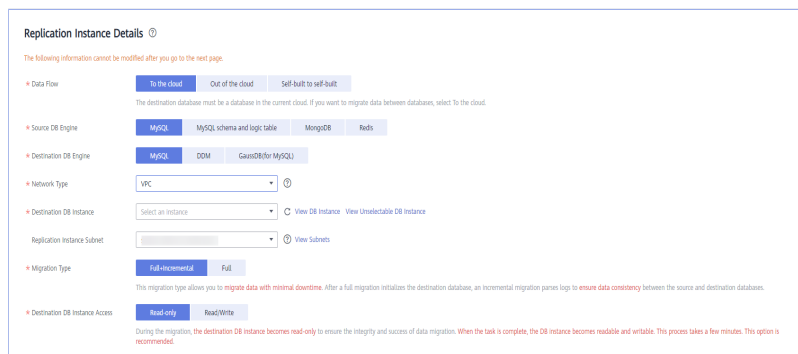 Replication Instance Details ?
The following information cannot be modified after you go to the next page.
* Data Flow To the cloud Out of the cloud Self-built to self-built
The destination database must be a database in the current cloud. If you want to migrate data between databases, select To the cloud.
* Source DB Engine MySQL MySQL schema and logic table MongoDB Redis
* Destination DB Engine MySQL DDM GaussDB(for MySQL)
* Network Type VPC ?
* Destination DB Instance Select an instance View DB Instance View Unselectable DB Instance
Replication Instance Subnet ? View Subnets
* Migration Type Full+Incremental Full
This migration type allows you to migrate data with minimal downtime. After a full migration initializes the destination database, an incremental migration parses logs to ensure data consistency between the source and destination databases.
* Destination DB Instance Access Read-only Read/Write
During the migration, the destination DB instance becomes read-only to ensure the integrity and success of data migration. When the task is complete, the DB instance becomes readable and writable. This process takes a few minutes. This option is
recommended.